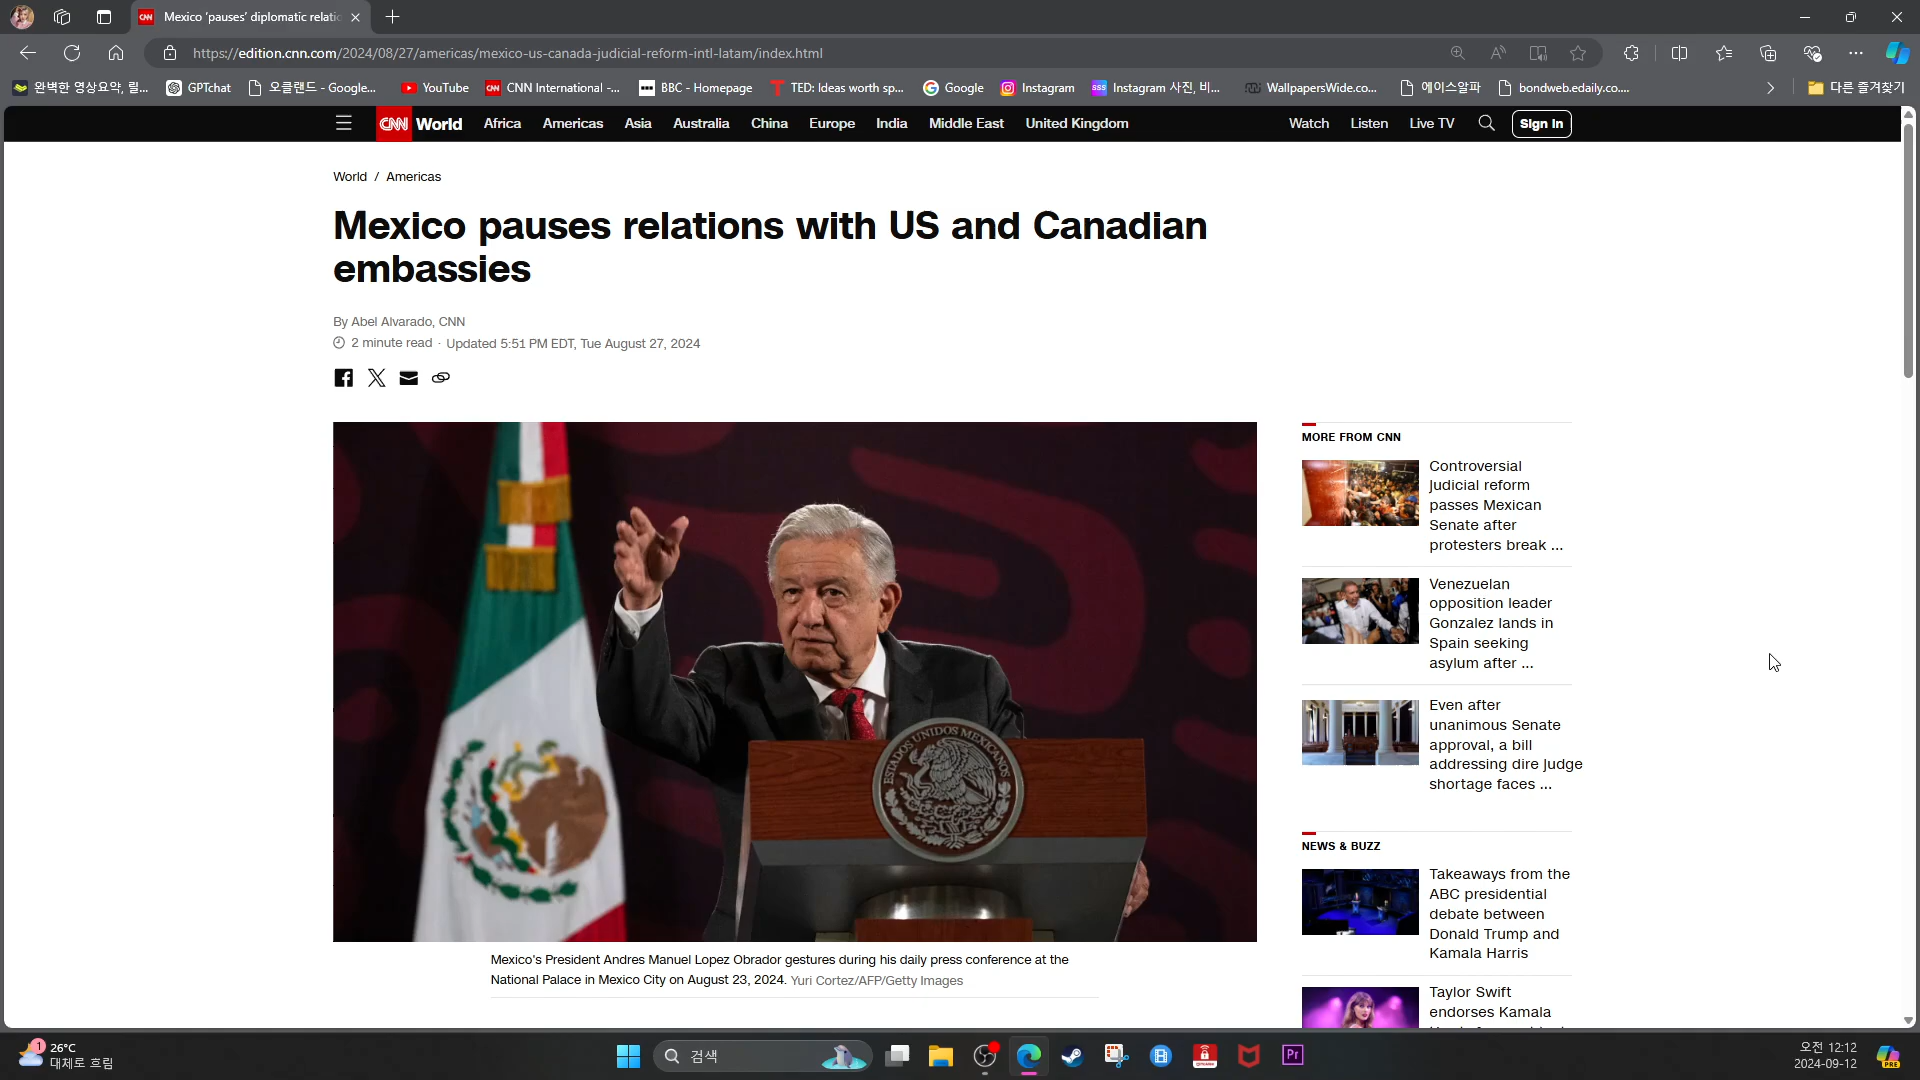 Mexico 'pauses' diplomatic relatic
https://edition.cnn.com/2024/08/27/americas/mexico-us-canada-judicial-reform-intl-latam/index.html
완벽한 영상요약, 릴...
GPTchat
오클랜드 - Google...
YouTube
CNN International -...
BBC - Homepage
TED: Ideas worth sp...
Google
Instagram
Instagram 사진, 비...
WallpapersWide.co...
에이스알파
bondweb.edaily.co....
다른 즐겨찾기
CNN World
Africa
Americas
Asia
Australia
China
Europe
India
Middle East
United Kingdom
Watch
Listen
Live TV
Sign in
World / Americas
Mexico pauses relations with US and Canadian
embassies
By Abel Alvarado, CNN
2 minute read · Updated 5:51 PM EDT, Tue August 27, 2024
ESTADOS UNIDOS MEXICANOS
Mexico's President Andres Manuel Lopez Obrador gestures during his daily press conference at the
National Palace in Mexico City on August 23, 2024. Yuri Cortez/AFP/Getty Images
MORE FROM CNN
Controversial
judicial reform
passes Mexican
Senate after
protesters break ...
Venezuelan
opposition leader
Gonzalez lands in
Spain seeking
asylum after ...
Even after
unanimous Senate
approval, a bill
addressing dire judge
shortage faces ...
NEWS & BUZZ
Takeaways from the
ABC presidential
debate between
Donald Trump and
Kamala Harris
Taylor Swift
endorses Kamala
1
26°C
대체로 흐림
검색
Pr
오전 12:12
2024-09-12
PRE